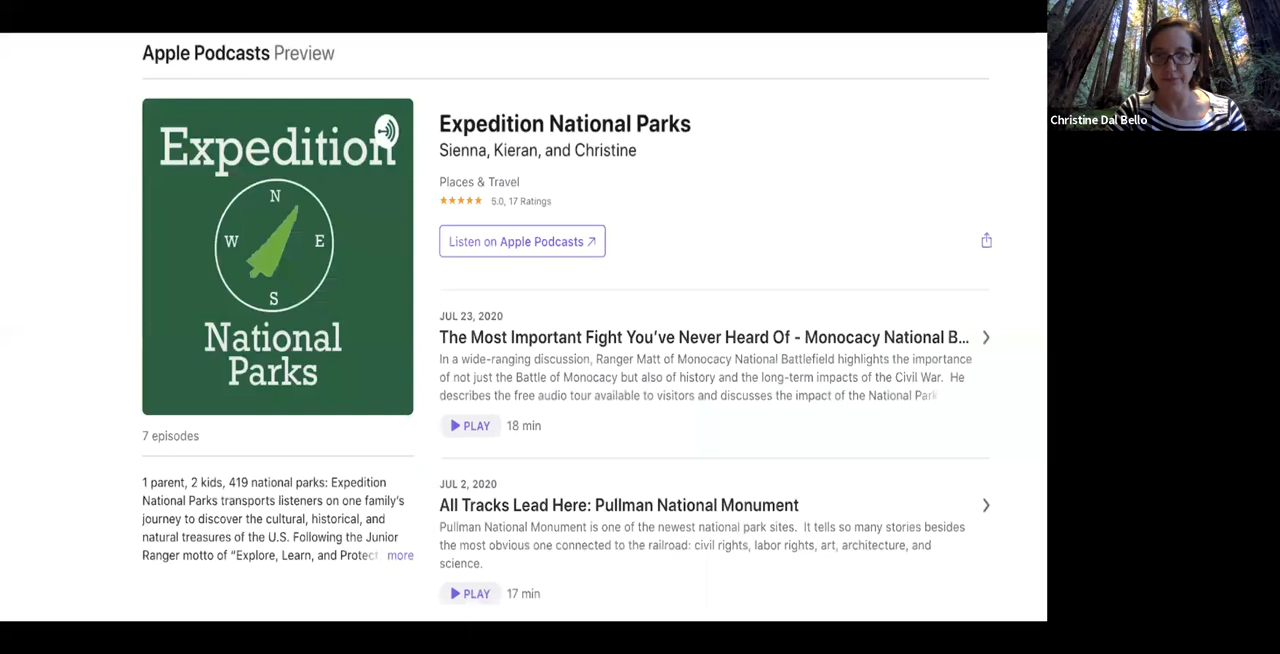 Apple Podcasts Preview
Expedition
N
W E
S
National
Parks
7 episodes
1 parent, 2 kids, 419 national parks: Expedition
National Parks transports listeners on one family's
journey to discover the cultural, historical, and
natural treasures of the U.S. Following the Junior
Ranger motto of "Explore, Learn, and Protect more
Expedition National Parks
Sienna, Kieran, and Christine
Places & Travel
★★★★★ 5.0, 17 Ratings
Listen on Apple Podcasts ↗
JUL 23, 2020
The Most Important Fight You've Never Heard Of - Monocacy National B...
In a wide-ranging discussion, Ranger Matt of Monocacy National Battlefield highlights the importance
of not just the Battle of Monocacy but also of history and the long-term impacts of the Civil War. He
describes the free audio tour available to visitors and discusses the impact of the National Park
PLAY 18 min
JUL 2, 2020
All Tracks Lead Here: Pullman National Monument
Pullman National Monument is one of the newest national park sites. It tells so many stories besides
the most obvious one connected to the railroad: civil rights, labor rights, art, architecture, and
science.
PLAY 17 min
Christine Dal Bello